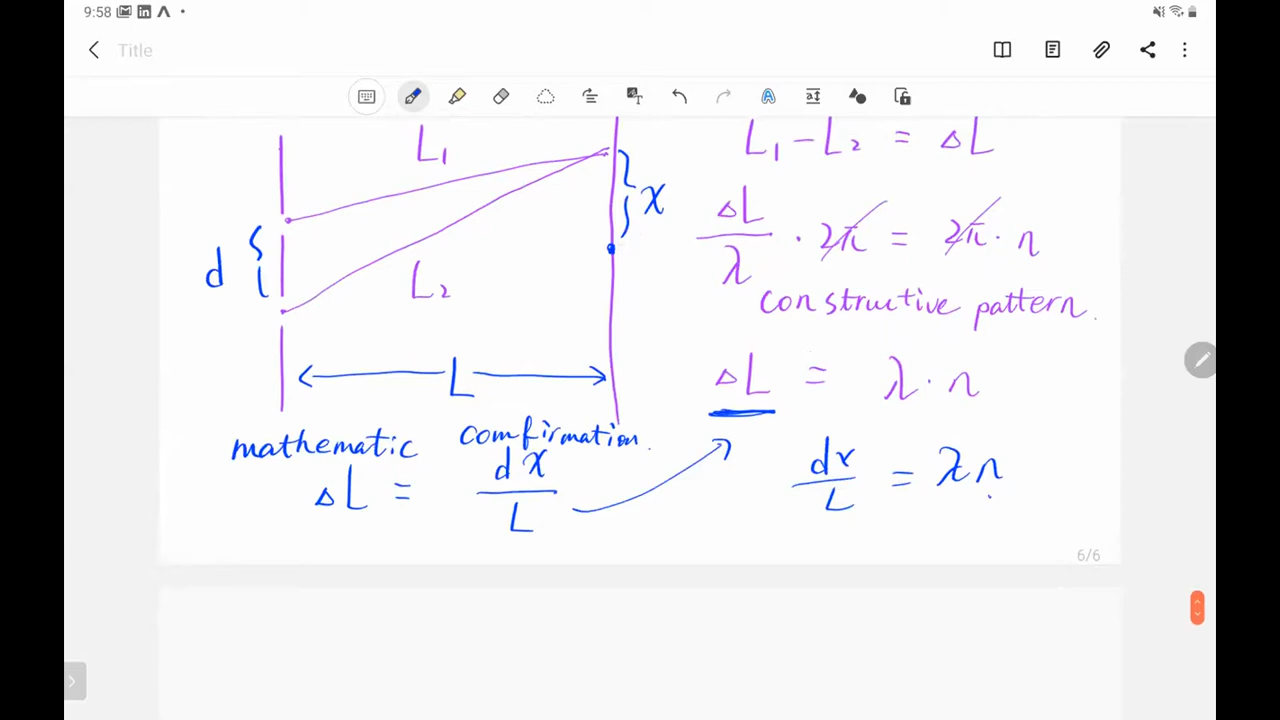 9:58
Title
L₁
L₁ - L₂ = ΔL
x
ΔL/λ · 2π = 2π · n
d
L₂
constructive pattern.
L
ΔL = λ · n
mathematic comfirmation.
ΔL = dx/L
dx/L = λn
6/6